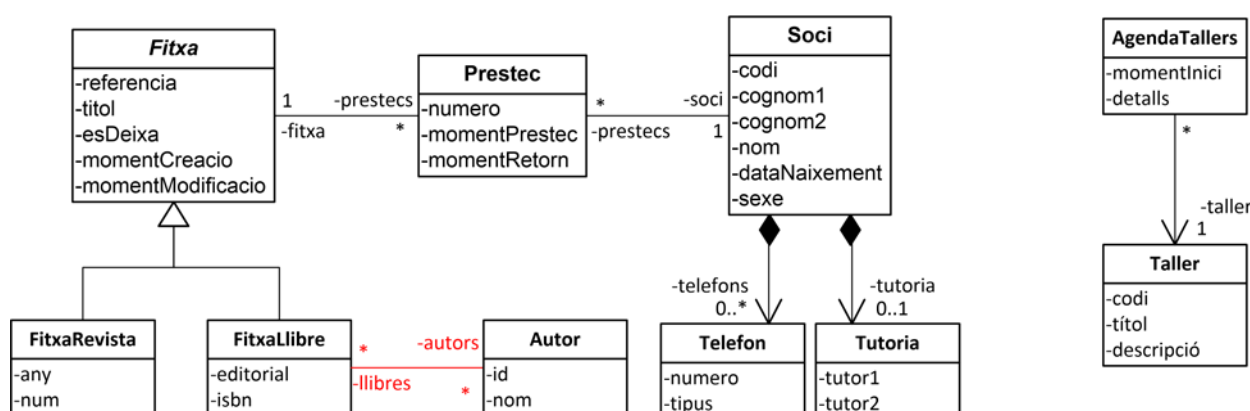 Fitxa
-referencia
-titol
-esDeixa
-momentCreacio
-momentModificacio
1
-fitxa
-prestecs
*
Prestec
-numero
-momentPrestec
-momentRetorn
*
-prestecs
-soci
1
Soci
-codi
-cognom1
-cognom2
-nom
-dataNaixement
-sexe
AgendaTallers
-momentInici
-detalls
*
-taller
1
Taller
-codi
-títol
-descripció
-telefons
0..*
-tutoria
0..1
FitxaRevista
-any
-num
FitxaLlibre
-editorial
-isbn
*
-llibres
-autors
*
Autor
-id
-nom
Telefon
-numero
-tipus
Tutoria
-tutor1
-tutor2